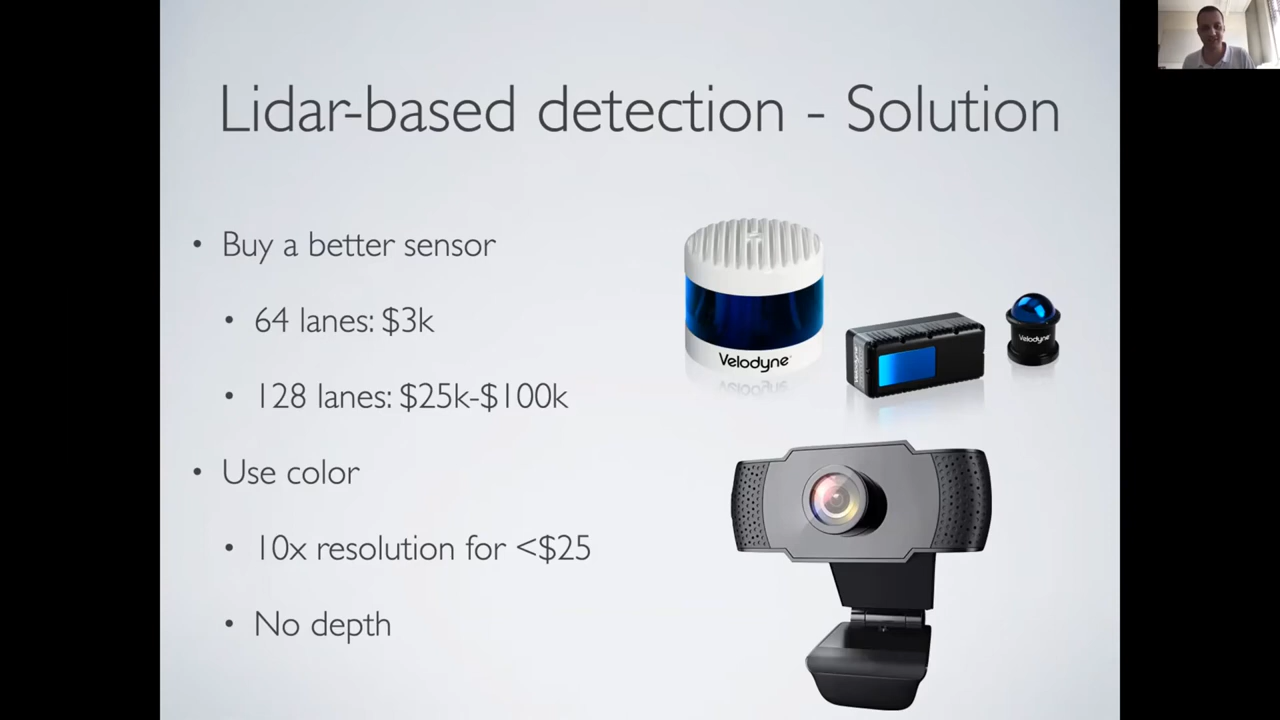 Lidar-based detection - Solution
• Buy a better sensor
• 64 lanes: $3k
• 128 lanes: $25k-$100k
• Use color
• 10x resolution for <$25
• No depth
Velodyne
Velodyne